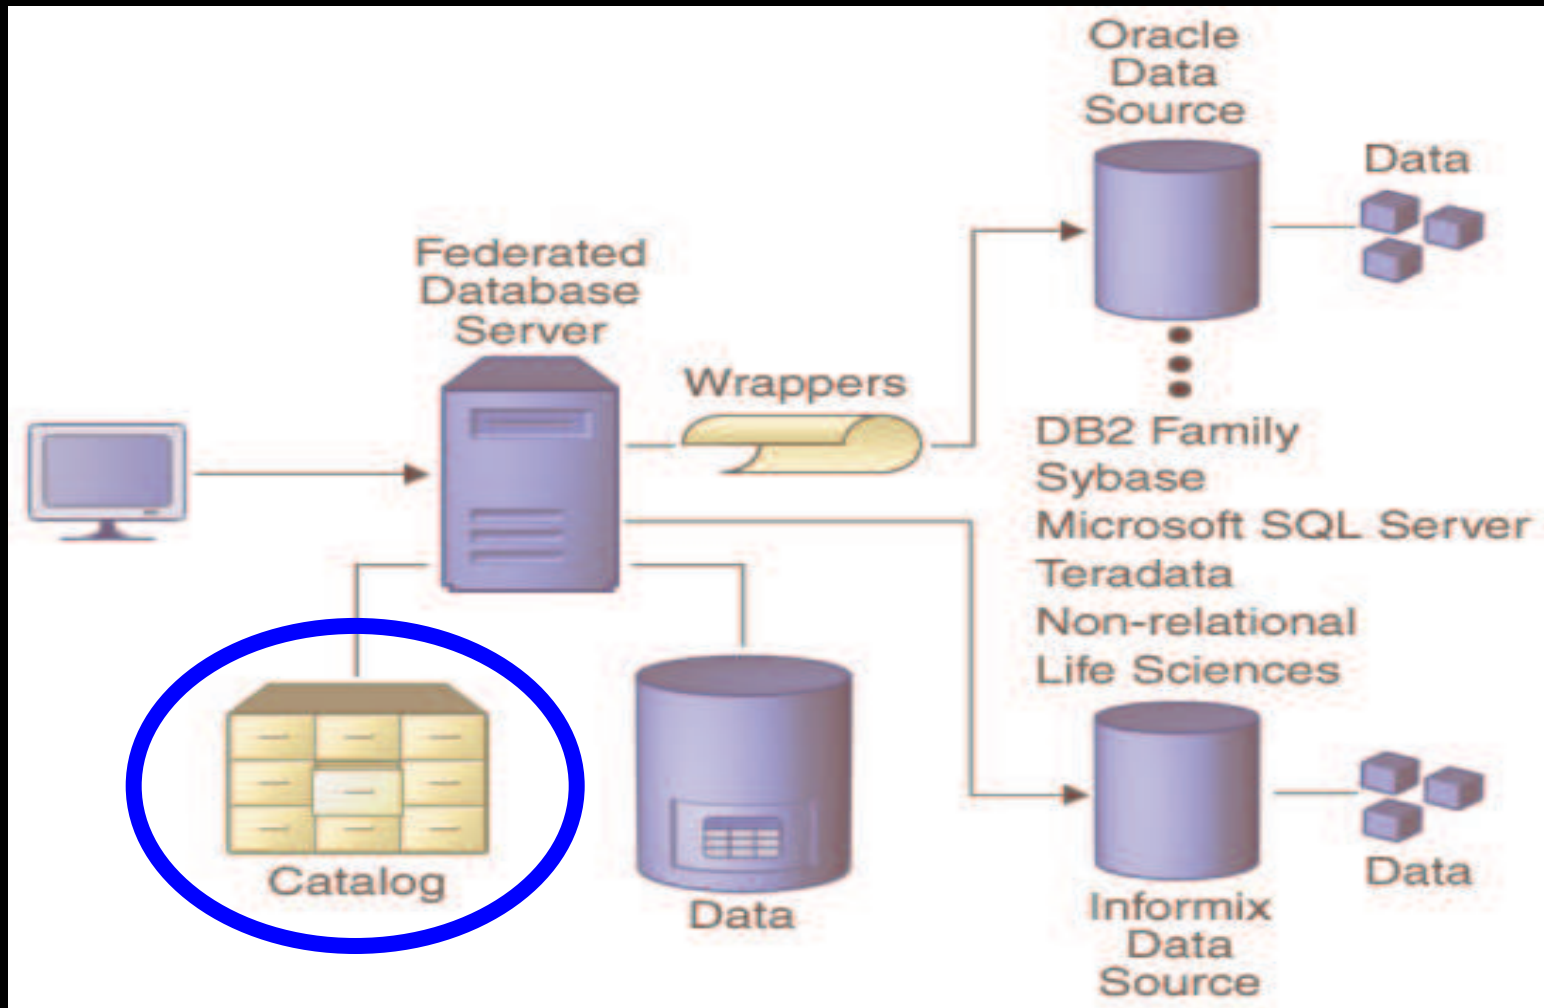 Oracle
Data
Source
Data
Federated
Database
Server
Wrappers
DB2 Family
Sybase
Microsoft SQL Server
Teradata
Non-relational
Life Sciences
Catalog
Data
Informix
Data
Source
Data